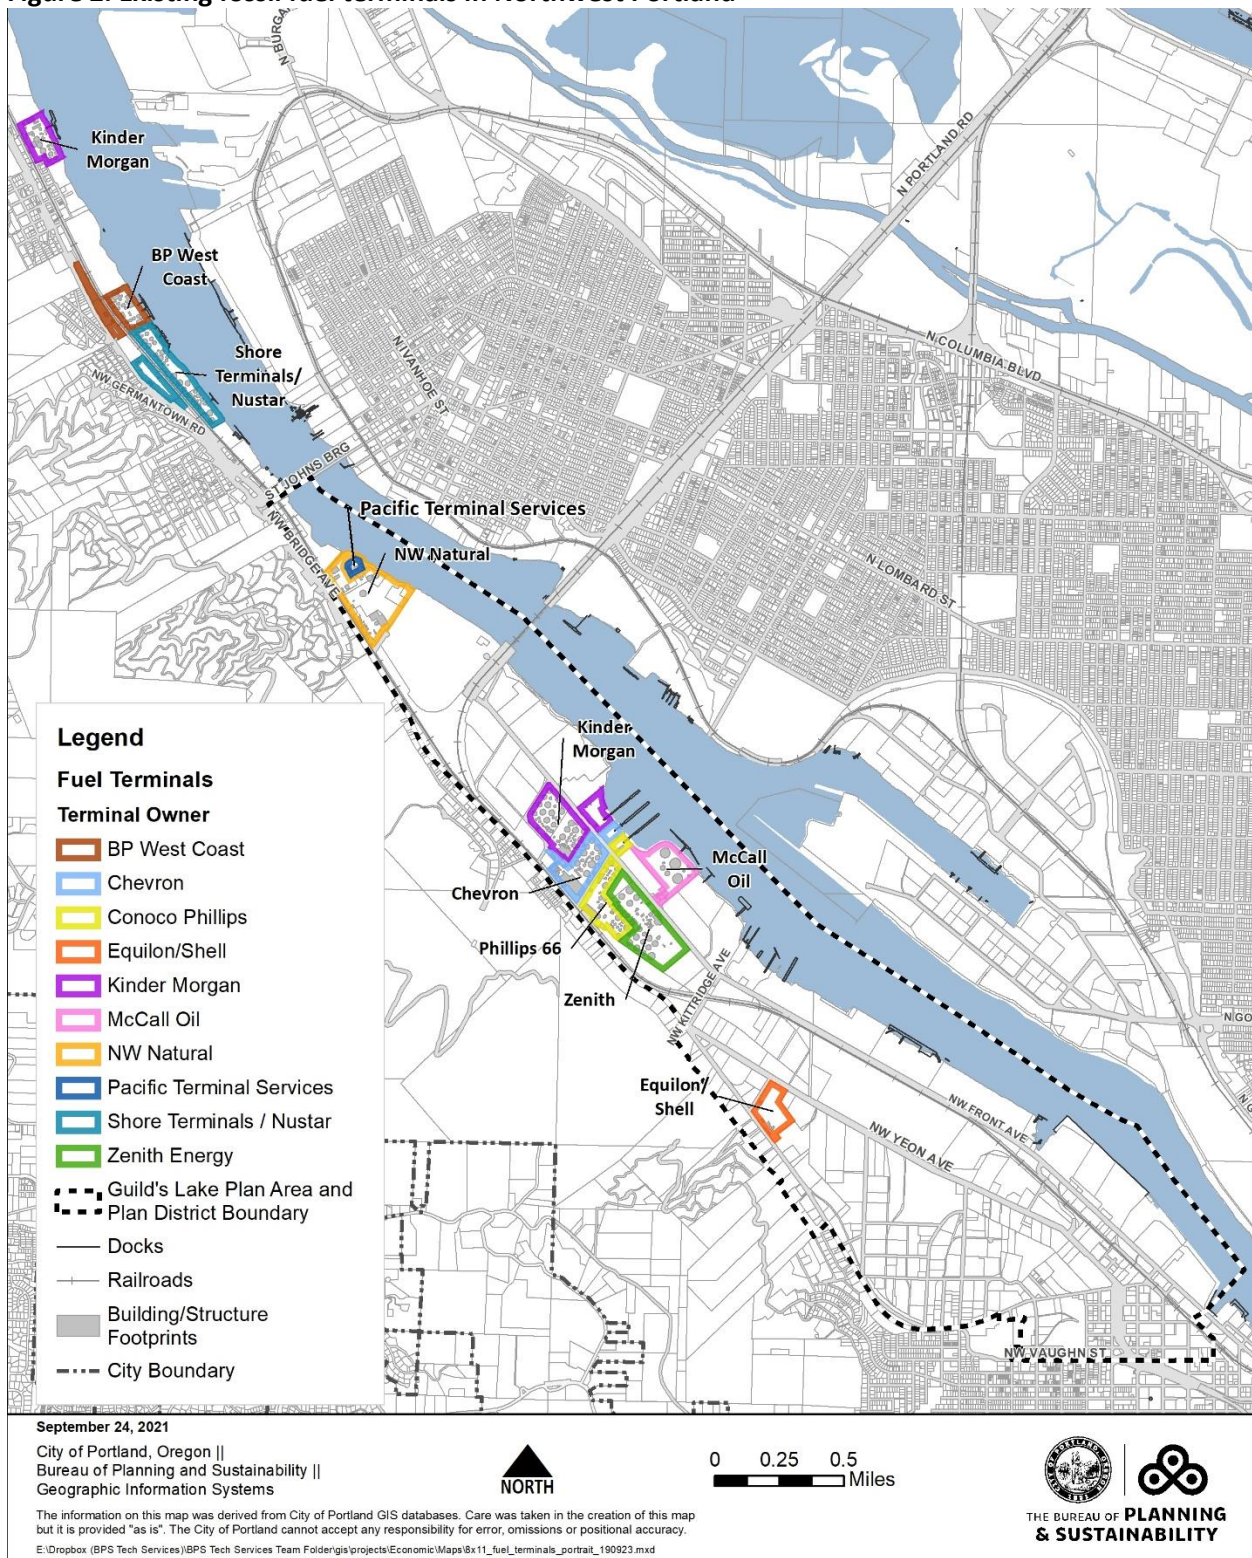 Figure 2: Existing fossil fuel terminals in Northwest Portland
Kinder
Morgan
BP West
Coast
Shore
Terminals/
Nustar
NW GERMANTOWN RD
N IVANHOE ST
N PORTLAND RD
N COLUMBIA BLVD
ST JOHNS BRG
NW BRIDGE AVE
Pacific Terminal Services
NW Natural
N LOMBARD ST
Kinder
Morgan
McCall
Oil
Chevron
Phillips 66
Zenith
NW KITTRIDGE AVE
Equilon/
Shell
NW FRONT AVE
NW YEON AVE
NW VAUGHN ST
Legend
Fuel Terminals
Terminal Owner
BP West Coast
Chevron
Conoco Phillips
Equilon/Shell
Kinder Morgan
McCall Oil
NW Natural
Pacific Terminal Services
Shore Terminals / Nustar
Zenith Energy
Guild's Lake Plan Area and
Plan District Boundary
Docks
Railroads
Building/Structure
Footprints
City Boundary
September 24, 2021
City of Portland, Oregon ||
Bureau of Planning and Sustainability ||
Geographic Information Systems
NORTH
0 0.25 0.5
Miles
The information on this map was derived from City of Portland GIS databases. Care was taken in the creation of this map
but it is provided "as is". The City of Portland cannot accept any responsibility for error, omissions or positional accuracy.
E:\Dropbox (BPS Tech Services)\BPS Tech Services Team Folder\gis\projects\Economic\Maps\8x11_fuel_terminals_portrait_190923.mxd
THE BUREAU OF PLANNING
& SUSTAINABILITY